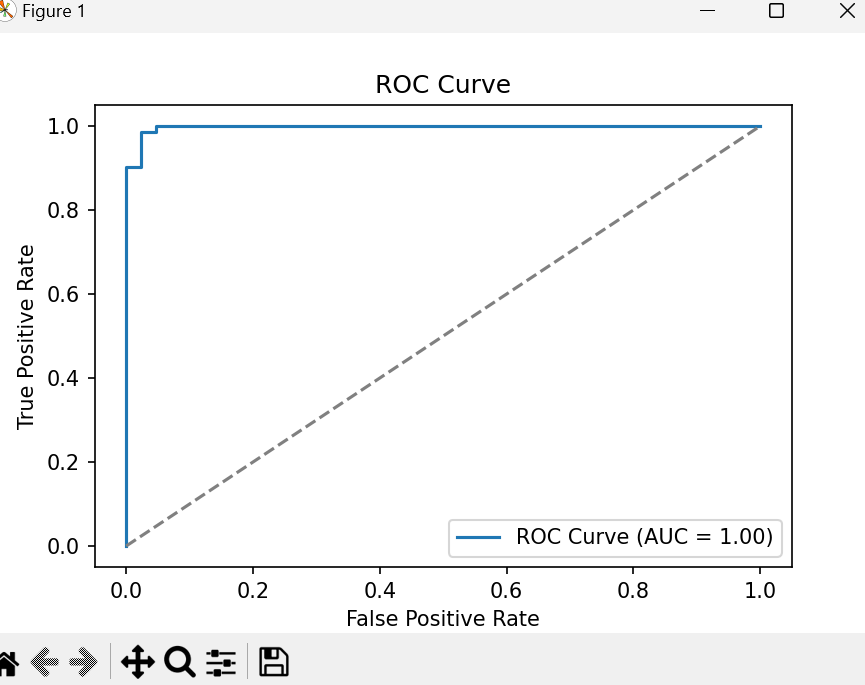 Figure 1
ROC Curve
1.0
0.8
0.6
0.4
0.2
0.0
True Positive Rate
ROC Curve (AUC = 1.00)
0.0 0.2 0.4 0.6 0.8 1.0
False Positive Rate